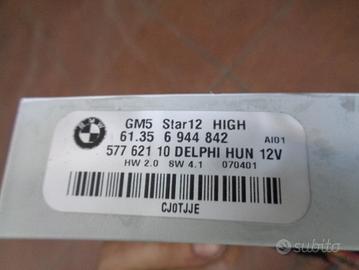 GM5 Star12 HIGH
61.35 6 944 842 AI01
577 621 10 DELPHI HUN 12V
HW 2.0 SW 4.1 070401
CJ0TJJE
subito